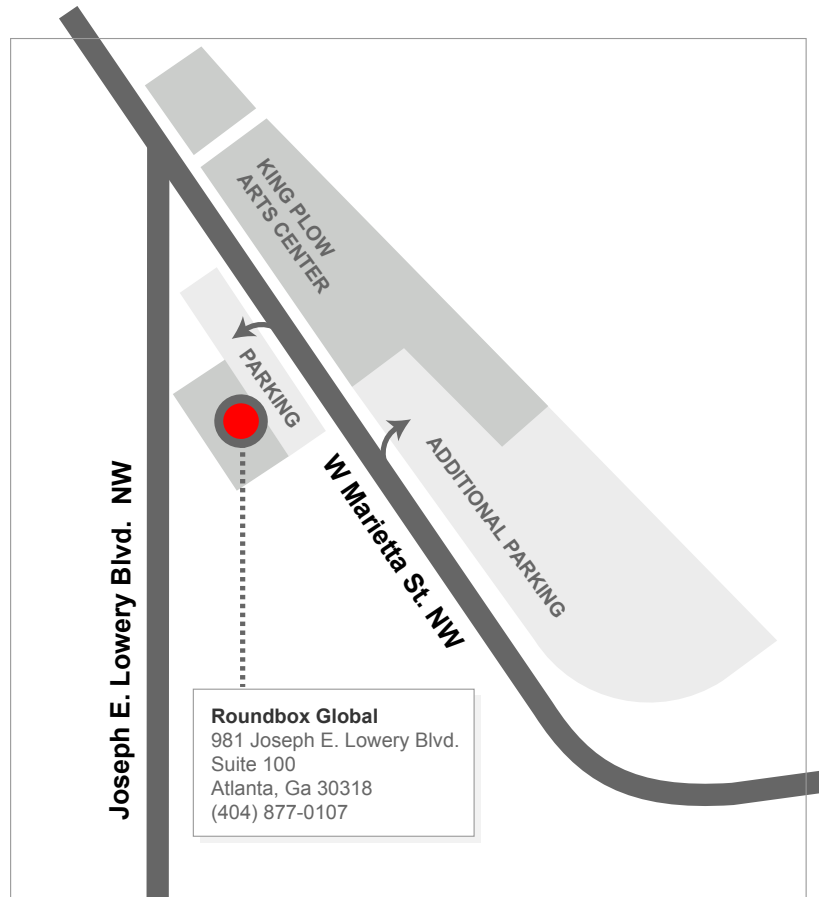 KING PLOW
ARTS CENTER
PARKING
ADDITIONAL PARKING
W Marietta St. NW
Joseph E. Lowery Blvd.  NW
Roundbox Global
981 Joseph E. Lowery Blvd.
Suite 100
Atlanta, Ga 30318
(404) 877-0107